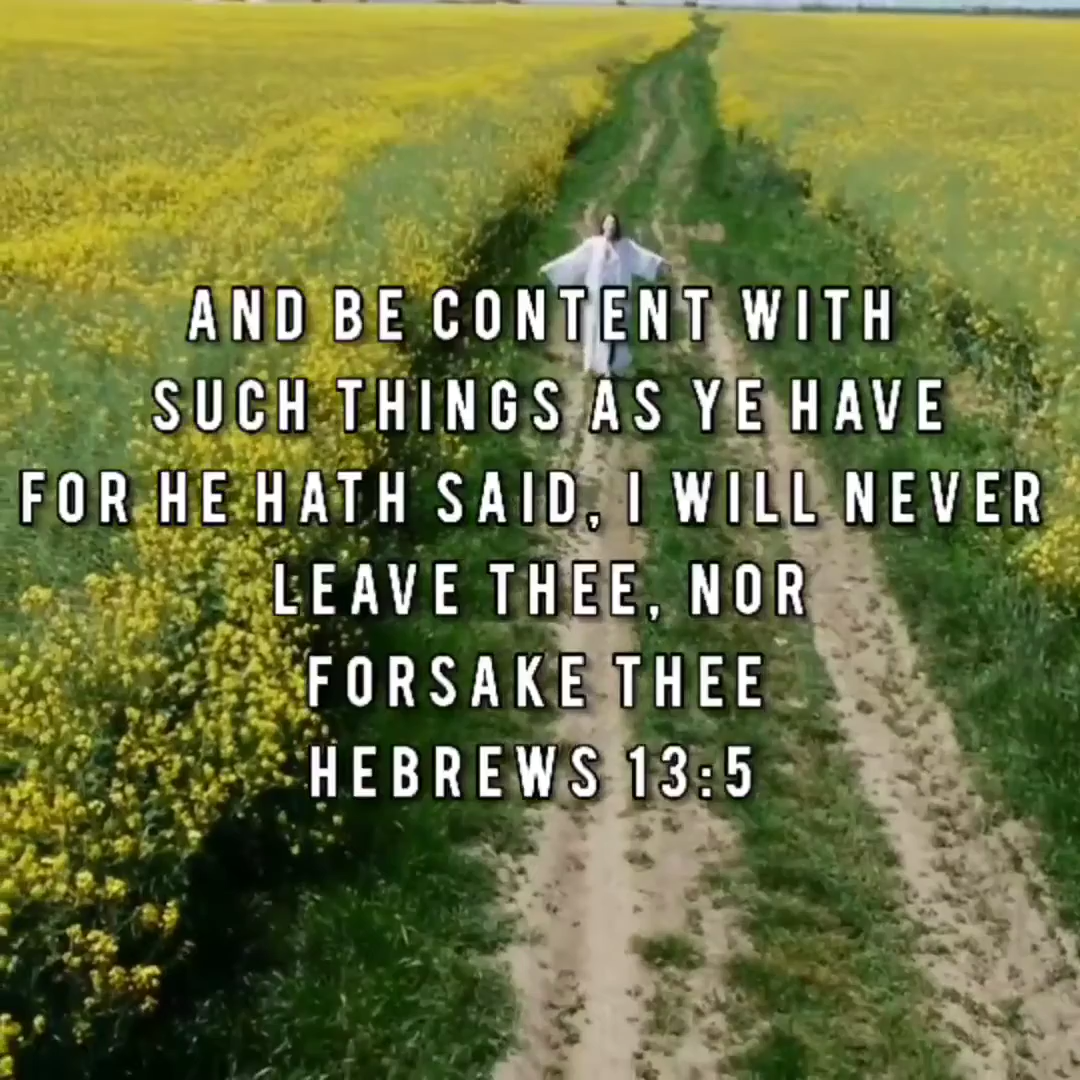 AND BE CONTENT WITH
SUCH THINGS AS YE HAVE
FOR HE HATH SAID, I WILL NEVER
LEAVE THEE, NOR
FORSAKE THEE
HEBREWS 13:5